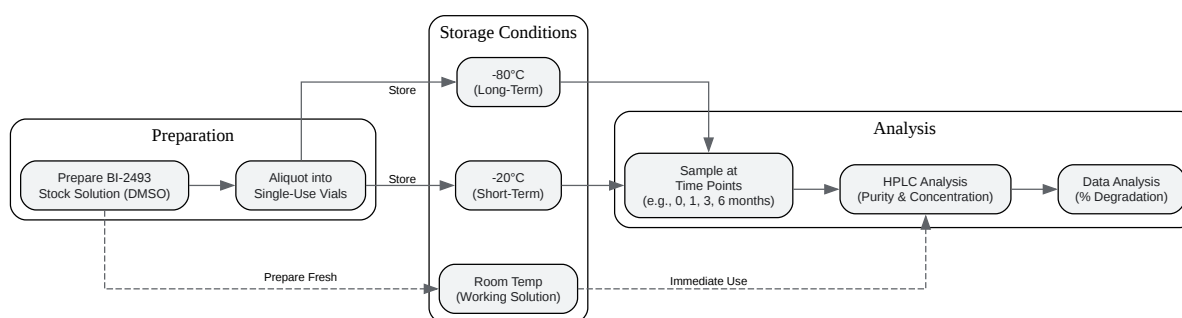 Storage Conditions
-80°C
(Long-Term)
Store
Preparation
Prepare BI-2493
Stock Solution (DMSO)
Aliquot into
Single-Use Vials
Store
-20°C
(Short-Term)
Analysis
Sample at
Time Points
(e.g., 0, 1, 3, 6 months)
HPLC Analysis
(Purity & Concentration)
Data Analysis
(% Degradation)
Prepare Fresh
Room Temp
(Working Solution)
Immediate Use